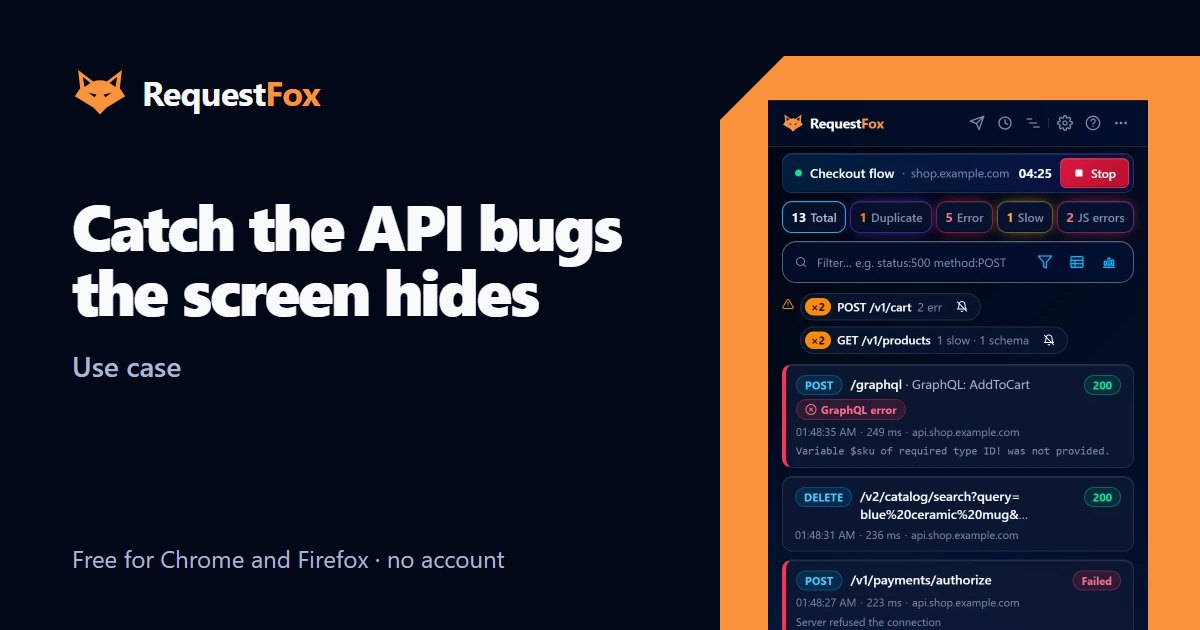 RequestFox
Catch the API bugs
the screen hides
Use case
Free for Chrome and Firefox · no account
RequestFox
Checkout flow · shop.example.com 04:25 Stop
13 Total 1 Duplicate 5 Error 1 Slow 2 JS errors
Filter... e.g. status:500 method:POST
×2 POST /v1/cart 2 err
×2 GET /v1/products 1 slow · 1 schema
POST /graphql · GraphQL: AddToCart 200
GraphQL error
01:48:35 AM · 249 ms · api.shop.example.com
Variable $sku of required type ID! was not provided.
DELETE /v2/catalog/search?query= 200
blue%20ceramic%20mug&...
01:48:31 AM · 236 ms · api.shop.example.com
POST /v1/payments/authorize Failed
01:48:27 AM · 223 ms · api.shop.example.com
Server refused the connection